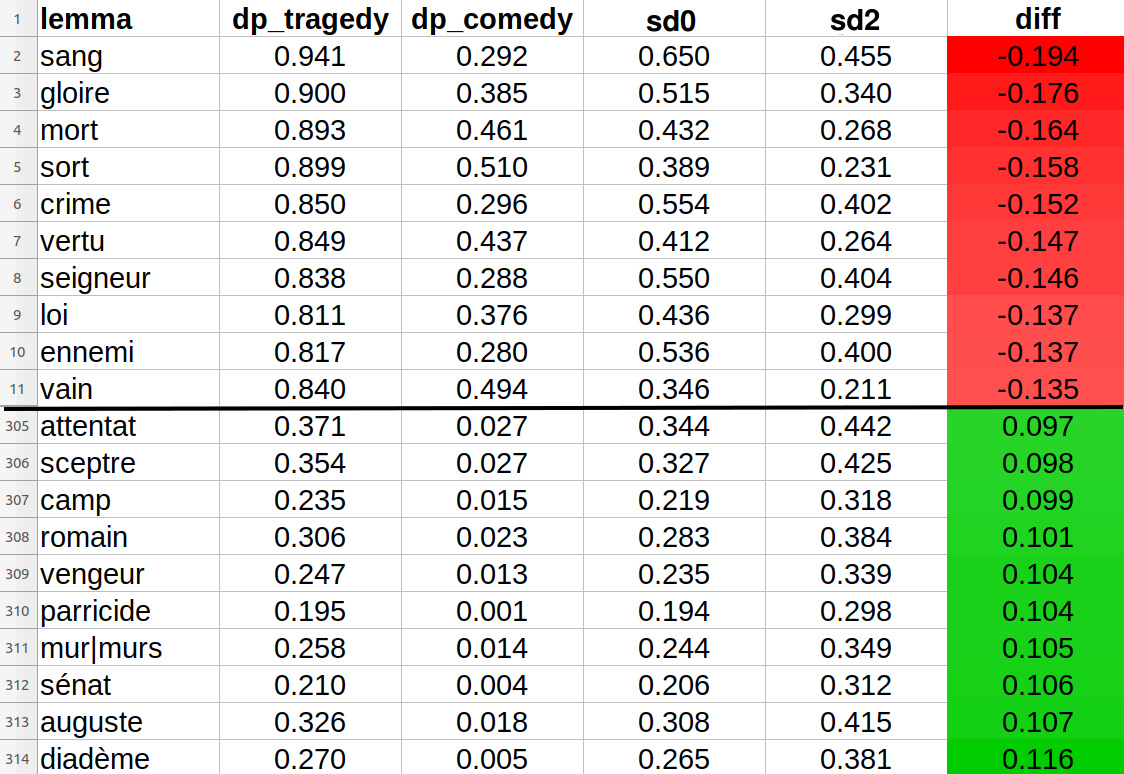 1 lemma dp_tragedy dp_comedy sd0 sd2 diff
2 sang 0.941 0.292 0.650 0.455 -0.194
3 gloire 0.900 0.385 0.515 0.340 -0.176
4 mort 0.893 0.461 0.432 0.268 -0.164
5 sort 0.899 0.510 0.389 0.231 -0.158
6 crime 0.850 0.296 0.554 0.402 -0.152
7 vertu 0.849 0.437 0.412 0.264 -0.147
8 seigneur 0.838 0.288 0.550 0.404 -0.146
9 loi 0.811 0.376 0.436 0.299 -0.137
10 ennemi 0.817 0.280 0.536 0.400 -0.137
11 vain 0.840 0.494 0.346 0.211 -0.135
305 attentat 0.371 0.027 0.344 0.442 0.097
306 sceptre 0.354 0.027 0.327 0.425 0.098
307 camp 0.235 0.015 0.219 0.318 0.099
308 romain 0.306 0.023 0.283 0.384 0.101
309 vengeur 0.247 0.013 0.235 0.339 0.104
310 parricide 0.195 0.001 0.194 0.298 0.104
311 mur|murs 0.258 0.014 0.244 0.349 0.105
312 sénat 0.210 0.004 0.206 0.312 0.106
313 auguste 0.326 0.018 0.308 0.415 0.107
314 diadème 0.270 0.005 0.265 0.381 0.116